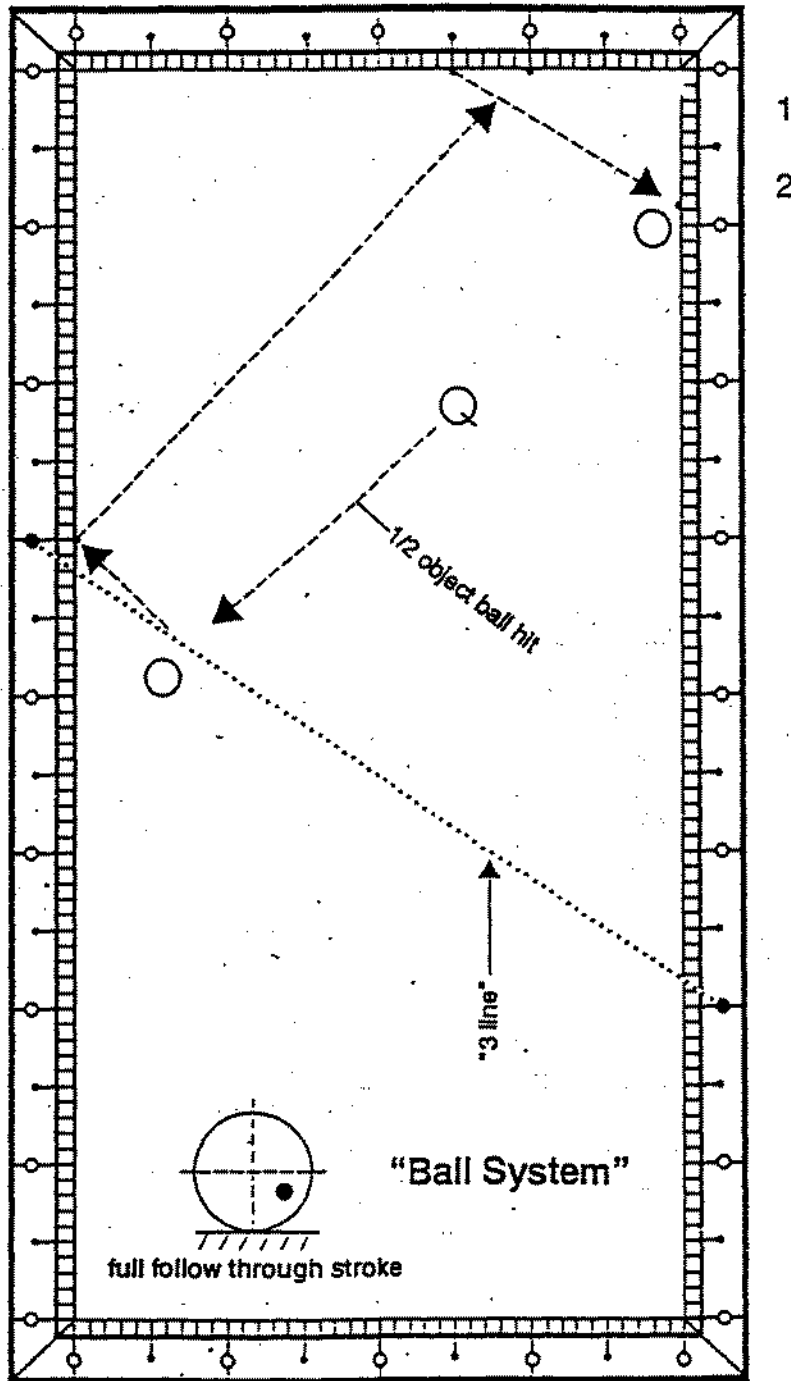 1
2
Q
1/2 object ball hit
"3 line"
“Ball System”
full follow through stroke